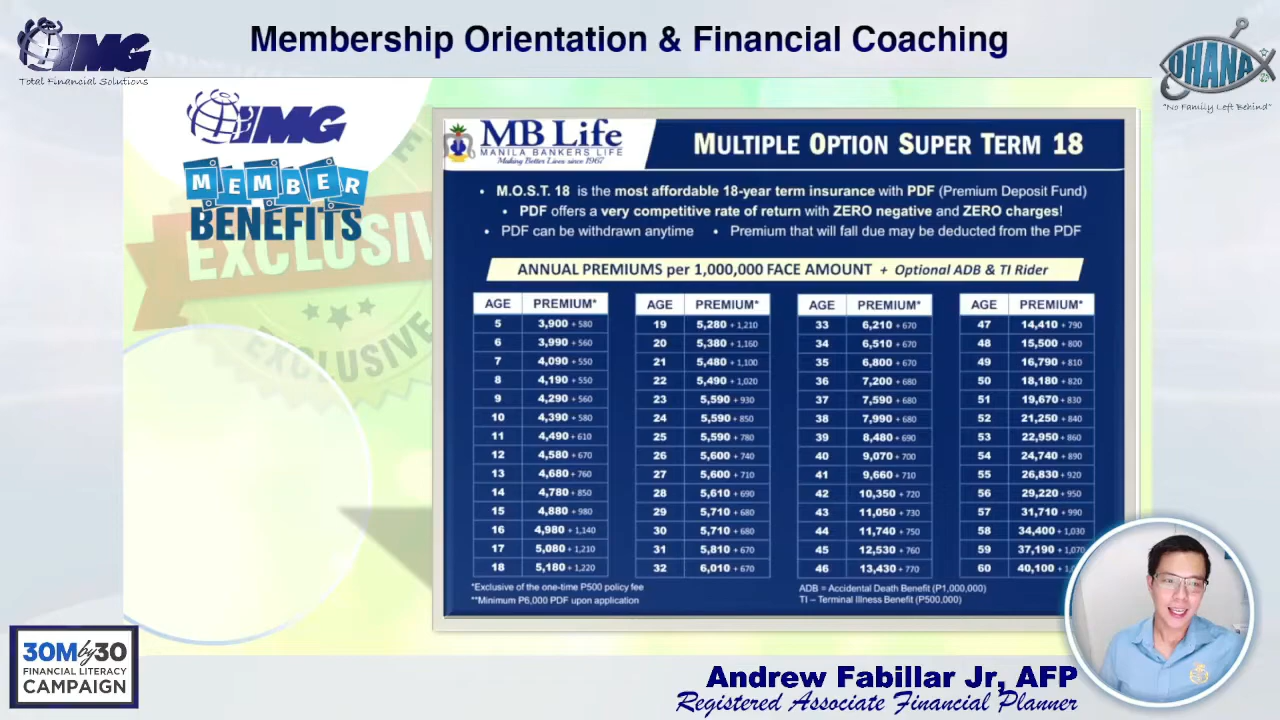 IMG
Total Financial Solutions
Membership Orientation & Financial Coaching
OHANA
"No Family Left Behind"
IMG
MEMBER
BENEFITS
EXCLUSIV
EXCLUSIVE
MB LIFE
MANILA BANKERS LIFE
Making Better Lives since 1967
MULTIPLE OPTION SUPER TERM 18
• M.O.S.T. 18 is the most affordable 18-year term insurance with PDF (Premium Deposit Fund)
• PDF offers a very competitive rate of return with ZERO negative and ZERO charges!
• PDF can be withdrawn anytime • Premium that will fall due may be deducted from the PDF
ANNUAL PREMIUMS per 1,000,000 FACE AMOUNT + Optional ADB & TI Rider
AGE PREMIUM* AGE PREMIUM* AGE PREMIUM* AGE PREMIUM*
5 3,900 + 580 19 5,280 + 1,210 33 6,210 + 670 47 14,410 + 790
6 3,990 + 560 20 5,380 + 1,160 34 6,510 + 670 48 15,500 + 800
7 4,090 + 550 21 5,480 + 1,100 35 6,800 + 670 49 16,790 + 810
8 4,190 + 550 22 5,490 + 1,020 36 7,200 + 680 50 18,180 + 820
9 4,290 + 560 23 5,590 + 930 37 7,590 + 680 51 19,670 + 830
10 4,390 + 580 24 5,590 + 850 38 7,990 + 680 52 21,250 + 840
11 4,490 + 610 25 5,590 + 780 39 8,480 + 690 53 22,950 + 860
12 4,580 + 670 26 5,600 + 740 40 9,070 + 700 54 24,740 + 890
13 4,680 + 760 27 5,600 + 710 41 9,660 + 710 55 26,830 + 920
14 4,780 + 850 28 5,610 + 690 42 10,350 + 720 56 29,220 + 950
15 4,880 + 980 29 5,710 + 680 43 11,050 + 730 57 31,710 + 990
16 4,980 + 1,140 30 5,710 + 680 44 11,740 + 750 58 34,400 + 1,030
17 5,080 + 1,210 31 5,810 + 670 45 12,530 + 760 59 37,190 + 1,070
18 5,180 + 1,220 32 6,010 + 670 46 13,430 + 770 60 40,100 +
*Exclusive of the one-time P500 policy fee
**Minimum P6,000 PDF upon application
ADB = Accidental Death Benefit (P1,000,000)
TI – Terminal Illness Benefit (P500,000)
30M by 30
FINANCIAL LITERACY
CAMPAIGN
Andrew Fabillar Jr, AFP
Registered Associate Financial Planner